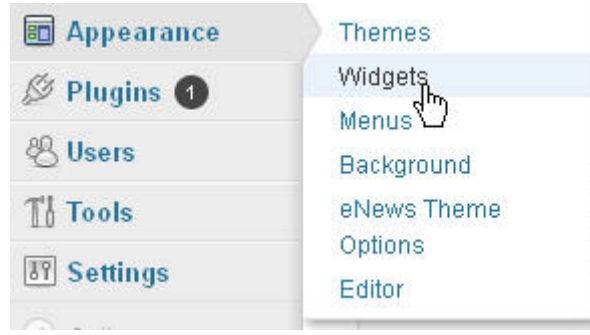 Appearance
Plugins 1
Users
Tools
Settings
Themes
Widgets
Menus
Background
eNews Theme
Options
Editor